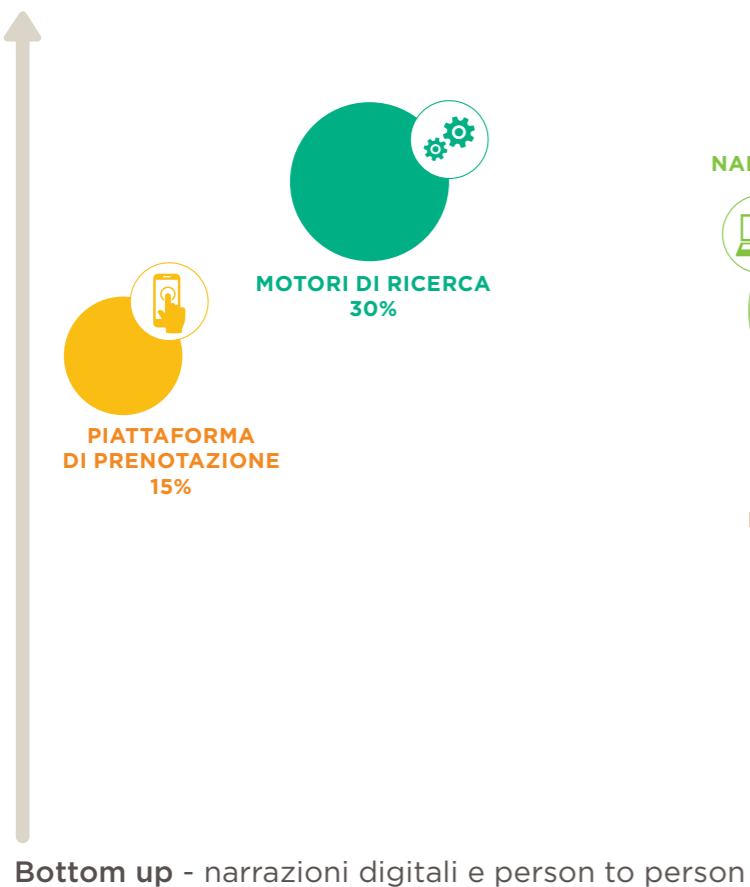 MOTORI DI RICERCA
30%
PIATTAFORMA
DI PRENOTAZIONE
15%
Bottom up - narrazioni digitali e person to person